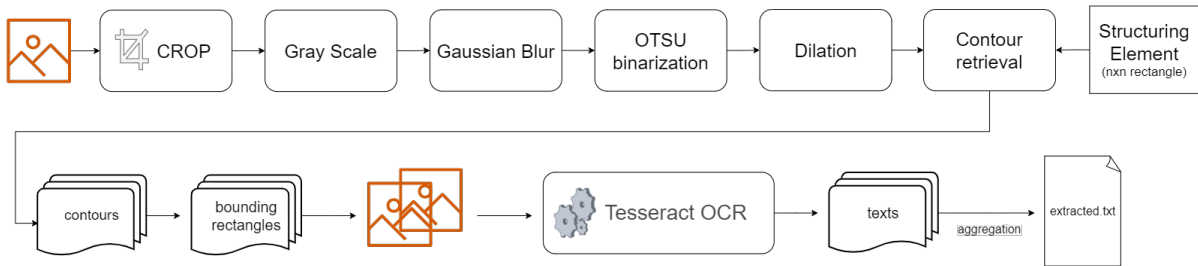 CROP
Gray Scale
Gaussian Blur
OTSU
binarization
Dilation
Contour
retrieval
Structuring
Element
(nxn rectangle)
contours
bounding
rectangles
Tesseract OCR
texts
aggregation
extracted.txt